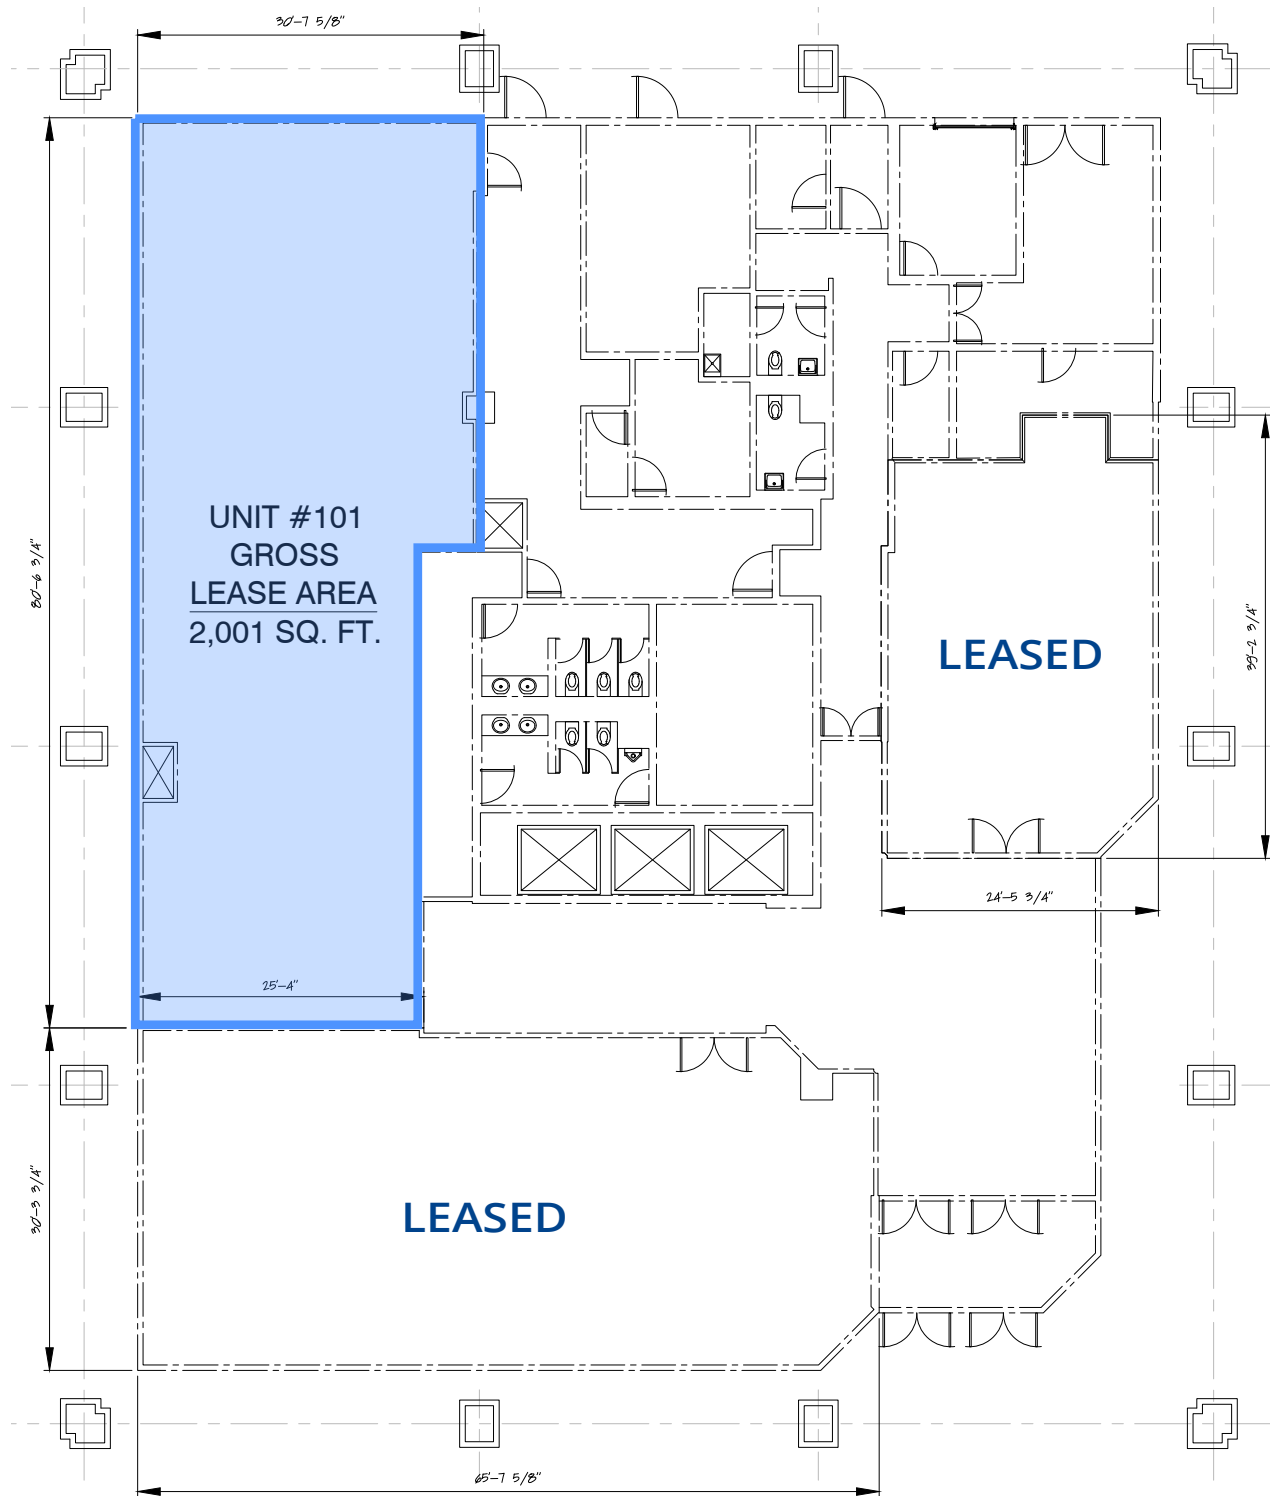 30'-7 5/8"
UNIT #101
GROSS
LEASE AREA
2,001 SQ. FT.
80'-6 3/4"
LEASED
39'-2 3/4"
24'-5 3/4"
25'-4"
30'-3 3/4"
LEASED
65'-7 5/8"